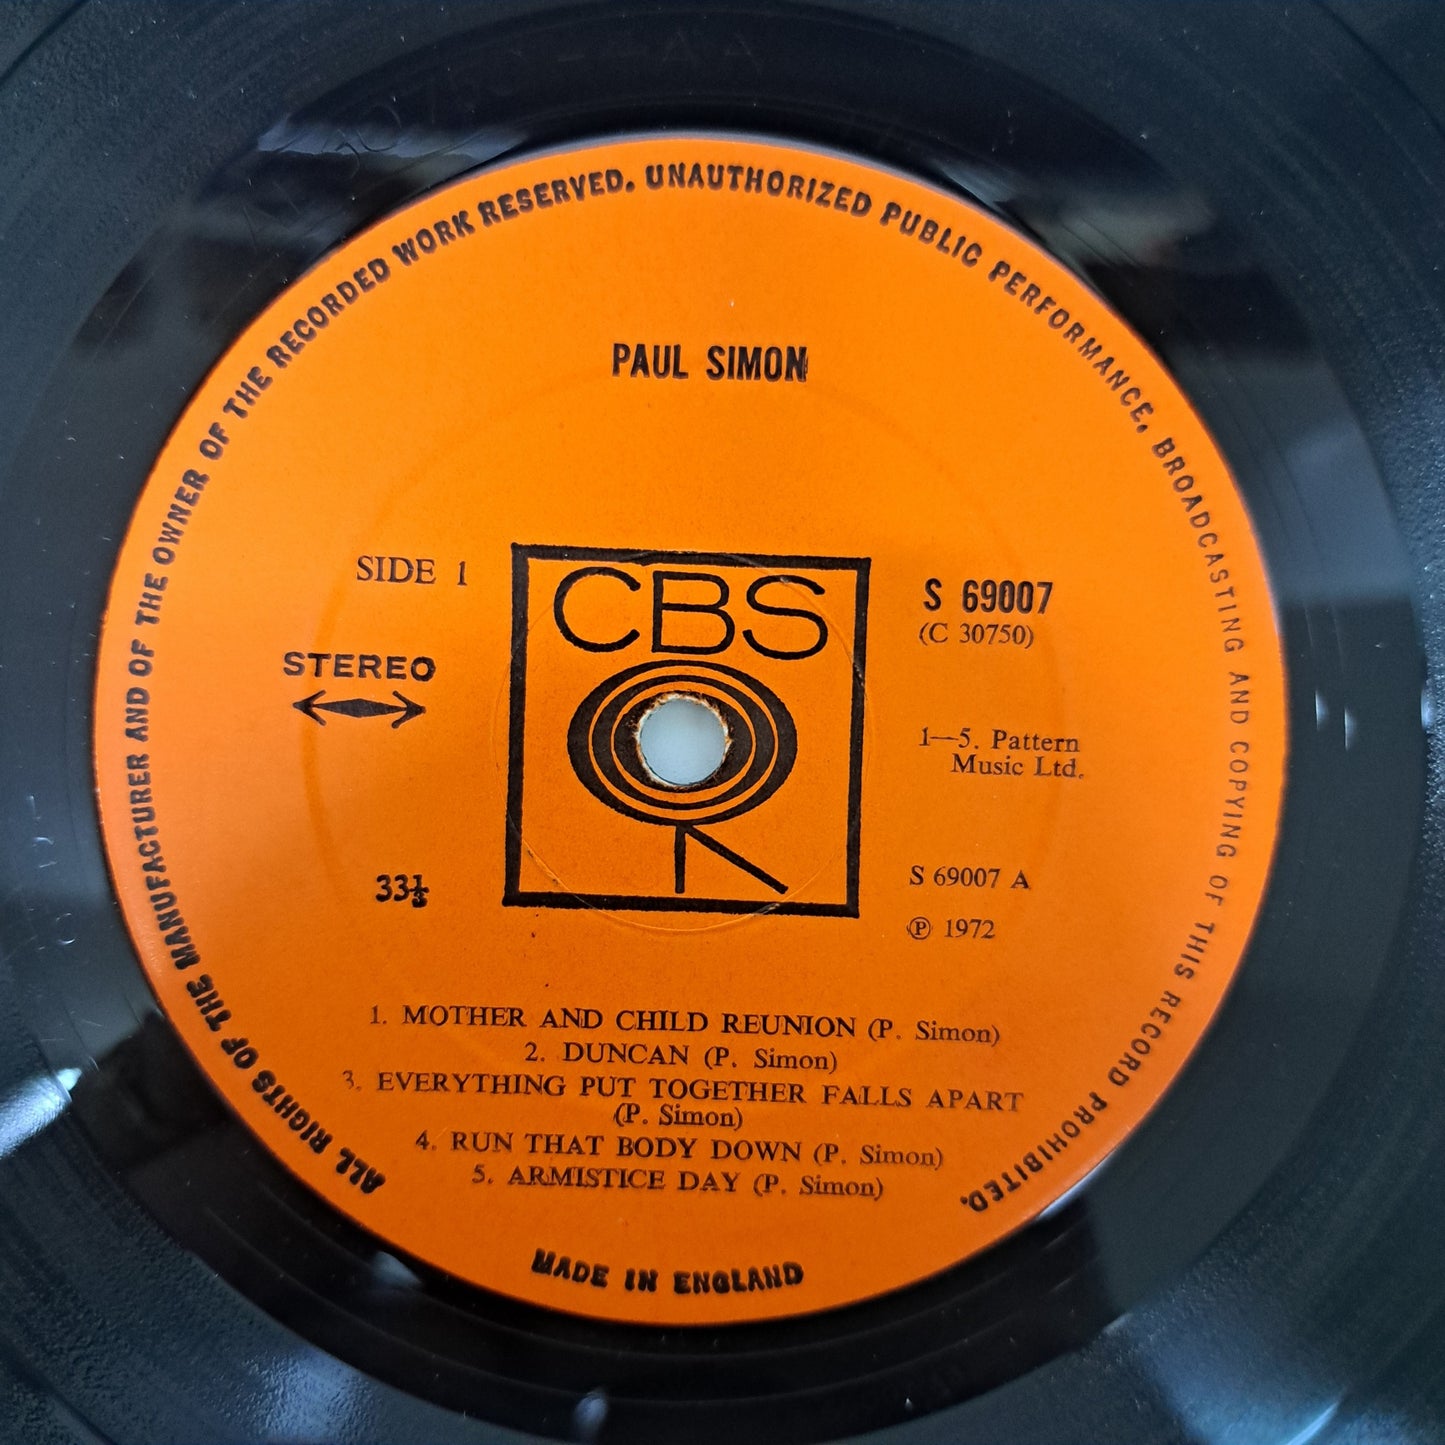 ALL RIGHTS OF THE MANUFACTURER AND OF THE OWNER OF THE RECORDED WORK RESERVED. UNAUTHORIZED PUBLIC PERFORMANCE, BROADCASTING AND COPYING OF THIS RECORD PROHIBITED.
PAUL SIMON
SIDE 1
STEREO
33⅓
CBS
S 69007
(C 30750)
1—5. Pattern
Music Ltd.
S 69007 A
℗ 1972
1. MOTHER AND CHILD REUNION (P. Simon)
2. DUNCAN (P. Simon)
3. EVERYTHING PUT TOGETHER FALLS APART
(P. Simon)
4. RUN THAT BODY DOWN (P. Simon)
5. ARMISTICE DAY (P. Simon)
MADE IN ENGLAND